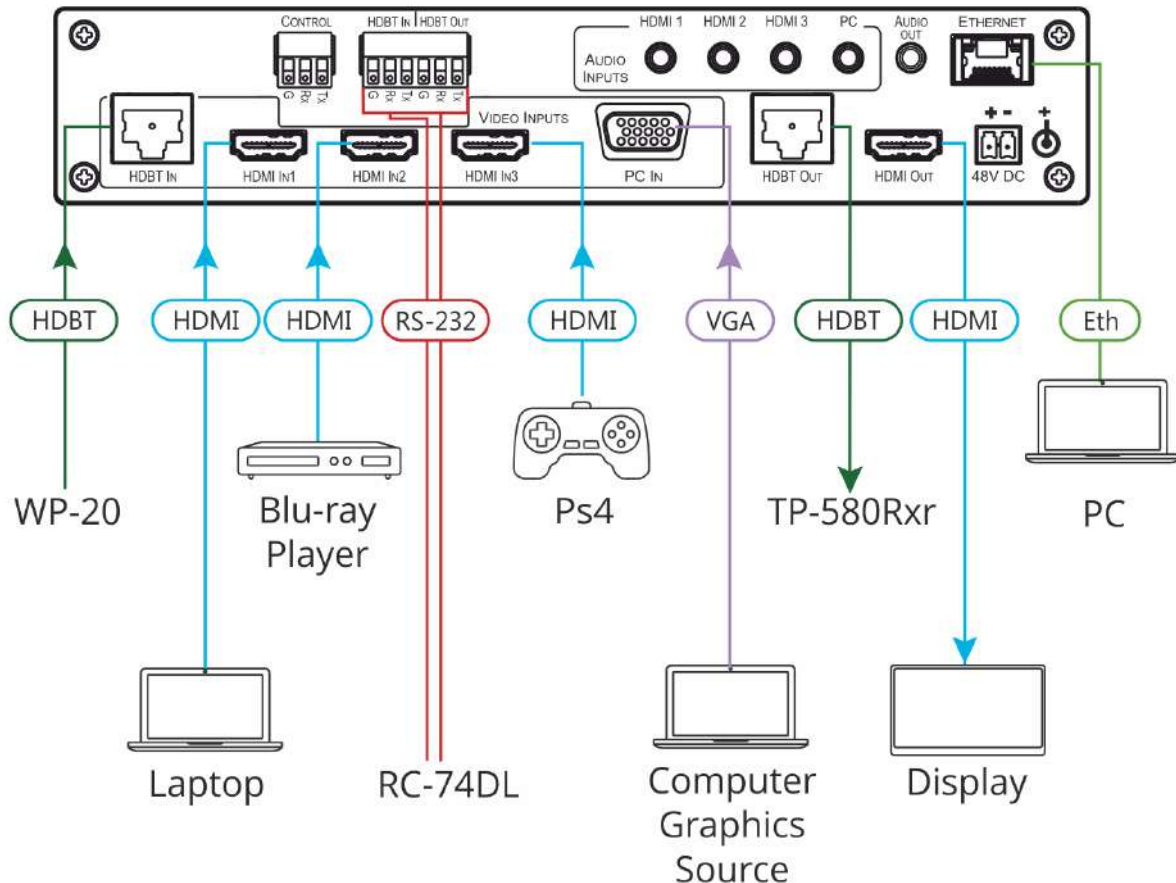 CONTROL
HDBT IN | HDBT OUT
HDMI 1
HDMI 2
HDMI 3
PC
AUDIO OUT
ETHERNET
AUDIO INPUTS
G Rx Tx
G Rx Tx G Rx Tx
VIDEO INPUTS
+ -
+
HDBT IN
HDMI IN1
HDMI IN2
HDMI IN3
PC IN
HDBT OUT
HDMI OUT
48V DC
HDBT
HDMI
HDMI
RS-232
HDMI
VGA
HDBT
HDMI
Eth
WP-20
Blu-ray
Player
Ps4
TP-580Rxr
PC
Laptop
RC-74DL
Computer
Graphics
Source
Display